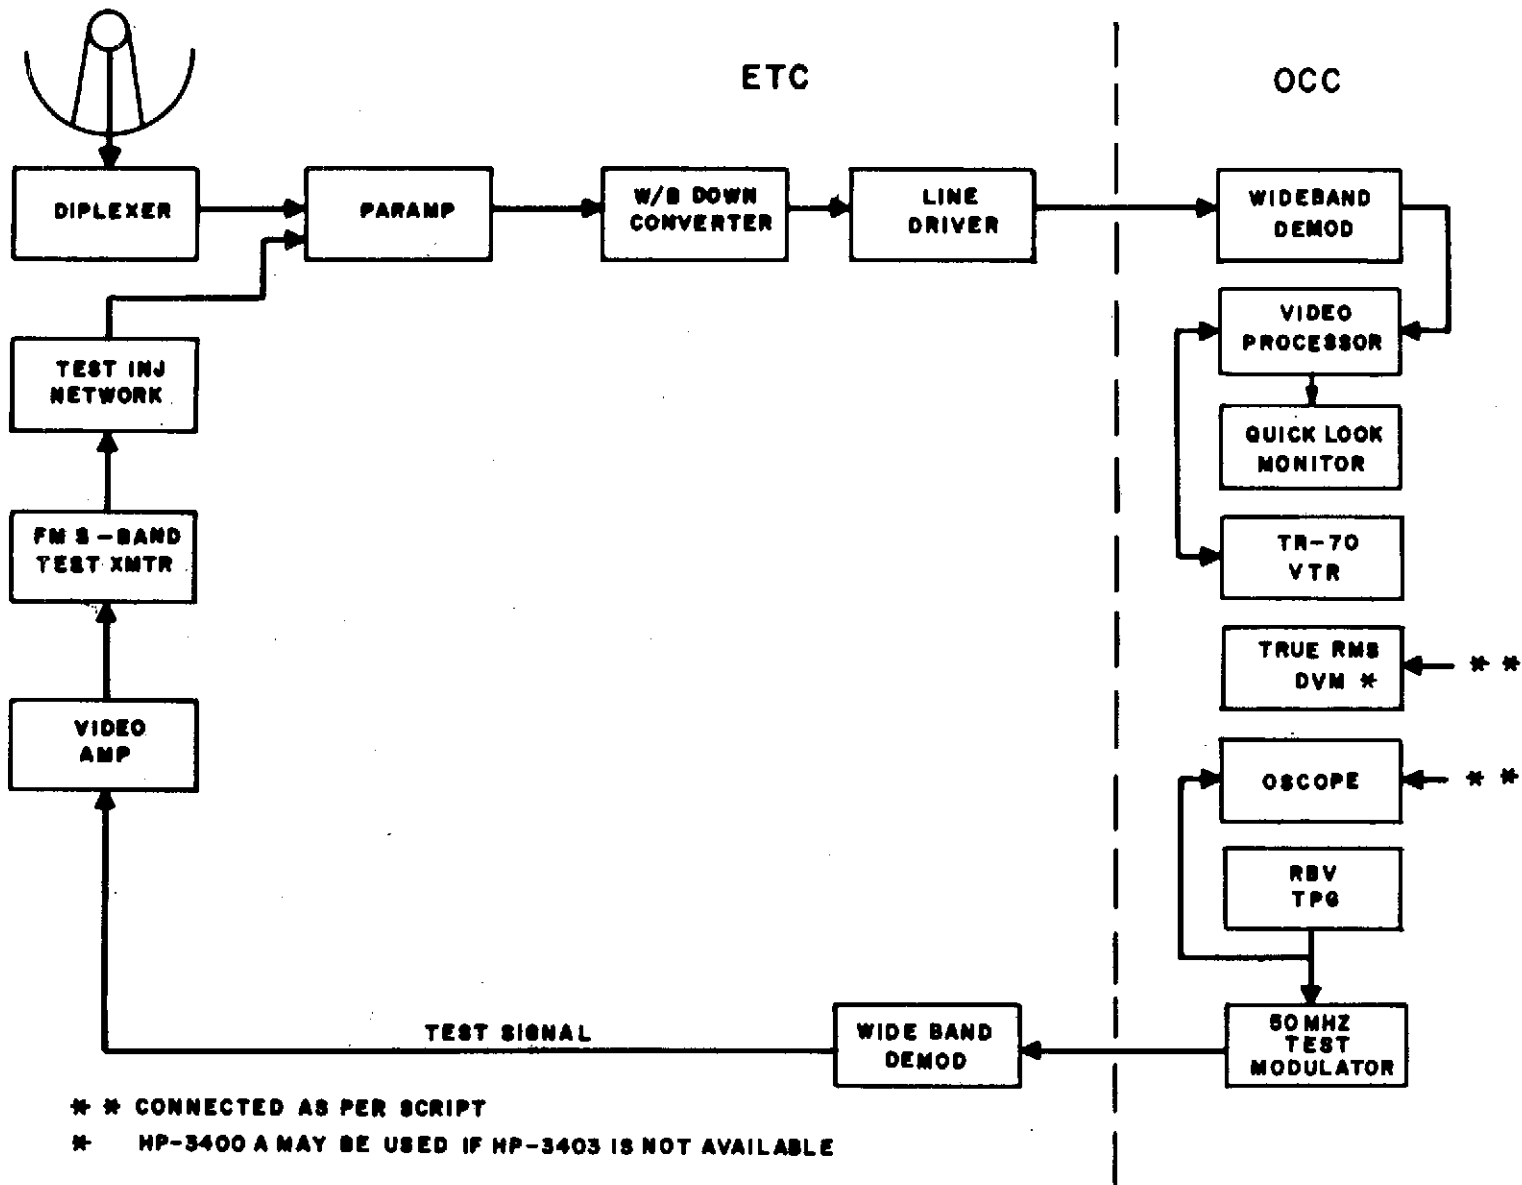 ETC
OCC
DIPLEXER
PARAMP
W/B DOWN
CONVERTER
LINE
DRIVER
WIDEBAND
DEMOD
VIDEO
PROCESSOR
TEST INJ
NETWORK
QUICK LOOK
MONITOR
FM S-BAND
TEST XMTR
TR-70
VTR
TRUE RMS
DVM *
* *
VIDEO
AMP
OSCOPE
* *
RBV
TPG
TEST SIGNAL
WIDE BAND
DEMOD
50 MHZ
TEST
MODULATOR
* * CONNECTED AS PER SCRIPT
* HP-3400 A MAY BE USED IF HP-3403 IS NOT AVAILABLE